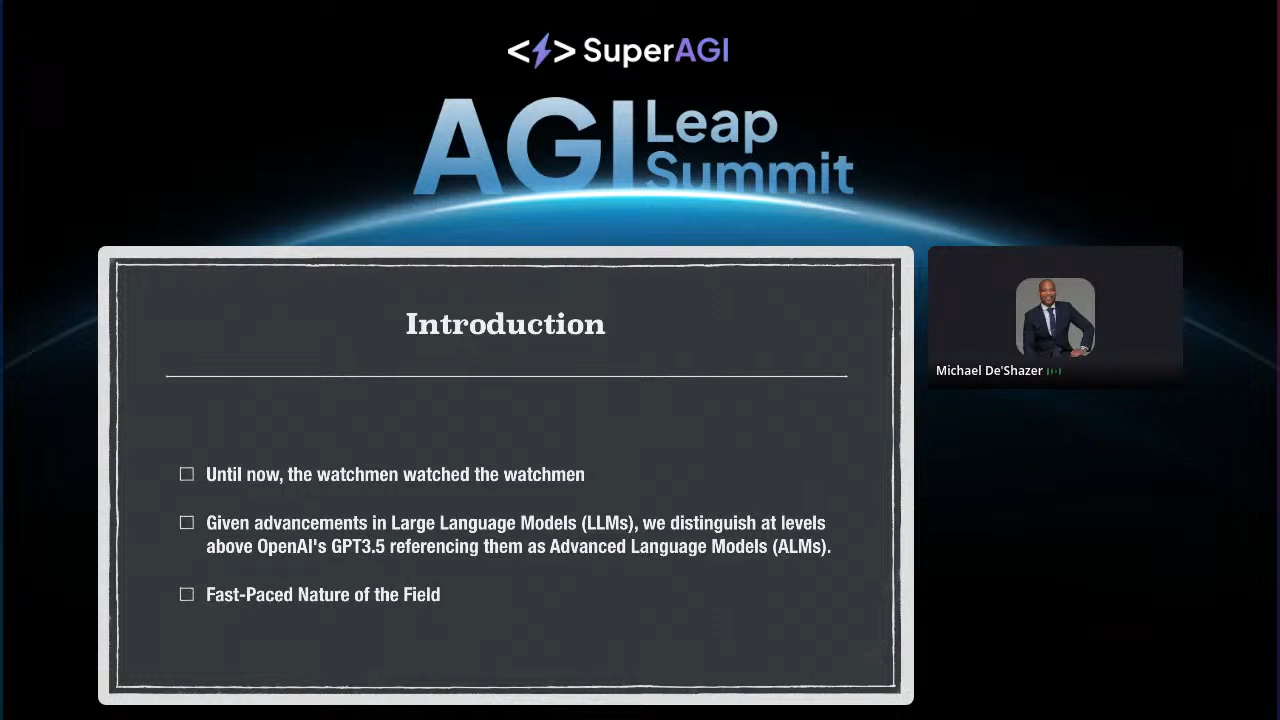 <⚡> SuperAGI
AGI Leap
Summit
Introduction
Michael De'Shazer
☐ Until now, the watchmen watched the watchmen
☐ Given advancements in Large Language Models (LLMs), we distinguish at levels
above OpenAI's GPT3.5 referencing them as Advanced Language Models (ALMs).
☐ Fast-Paced Nature of the Field